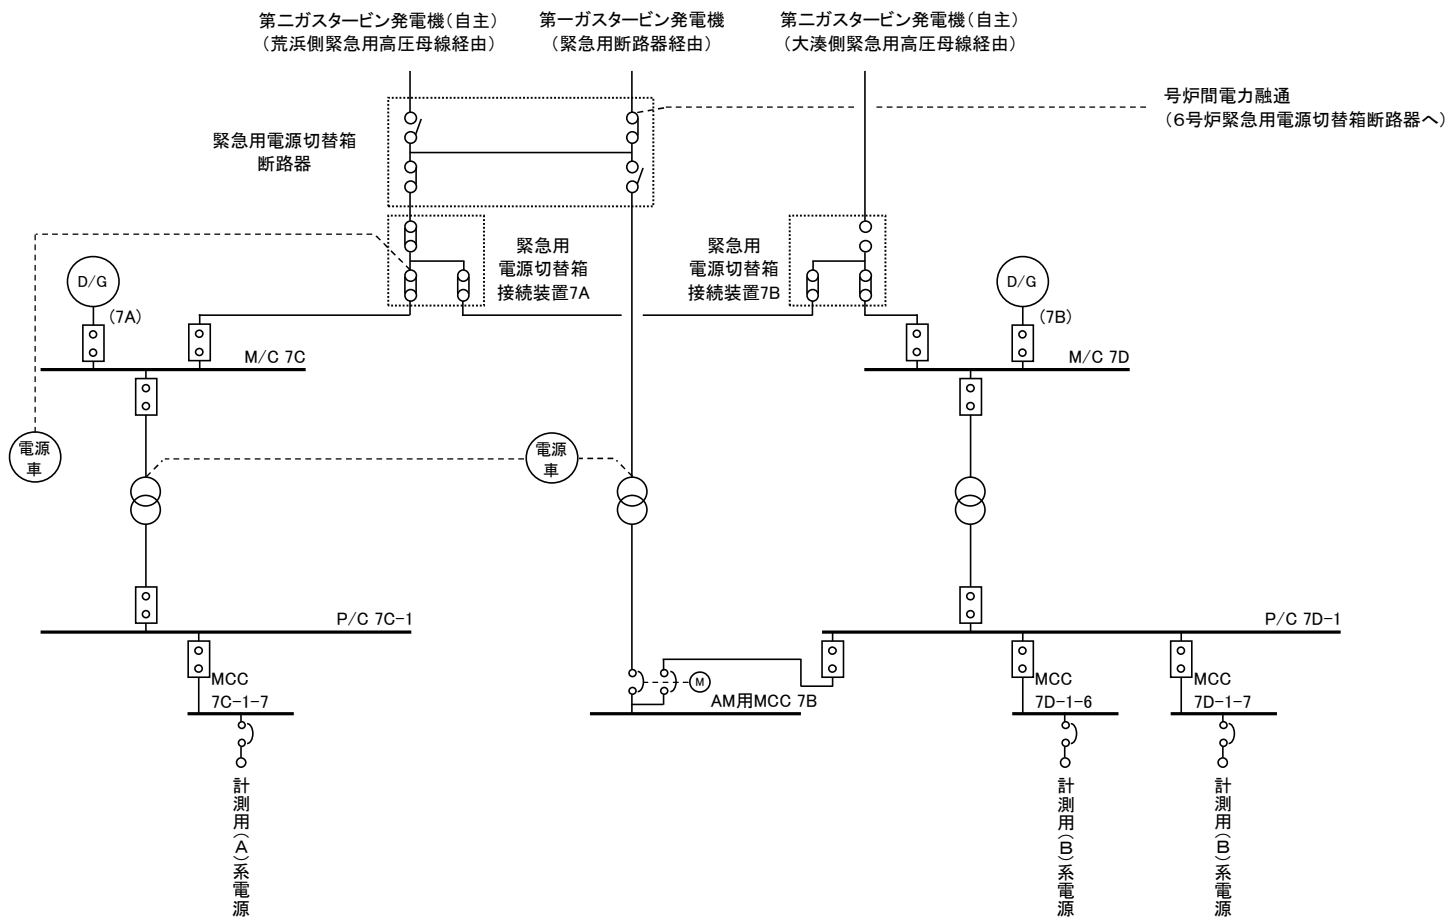 第二ガスタービン発電機(自主)
(荒浜側緊急用高圧母線経由)
第一ガスタービン発電機
(緊急用断路器経由)
第二ガスタービン発電機(自主)
(大湊側緊急用高圧母線経由)
号炉間電力融通
(6号炉緊急用電源切替箱断路器へ)
緊急用電源切替箱
断路器
緊急用
電源切替箱
接続装置7A
緊急用
電源切替箱
接続装置7B
D/G
(7A)
D/G
(7B)
M/C 7C
M/C 7D
電源
車
電源
車
P/C 7C-1
P/C 7D-1
MCC
7C-1-7
M
AM用MCC 7B
MCC
7D-1-6
MCC
7D-1-7
計測用(A)系電源
計測用(B)系電源
計測用(B)系電源